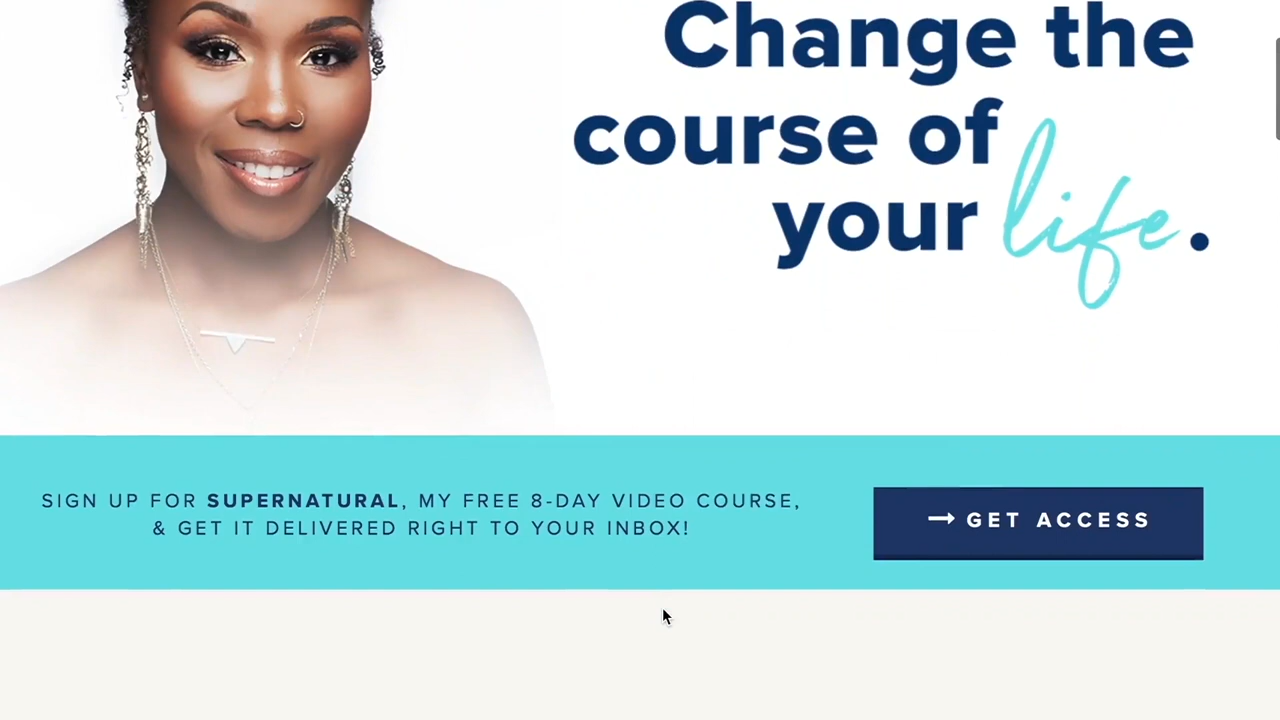 Change the
course of
your life.
SIGN UP FOR SUPERNATURAL, MY FREE 8-DAY VIDEO COURSE,
& GET IT DELIVERED RIGHT TO YOUR INBOX!
→ GET ACCESS